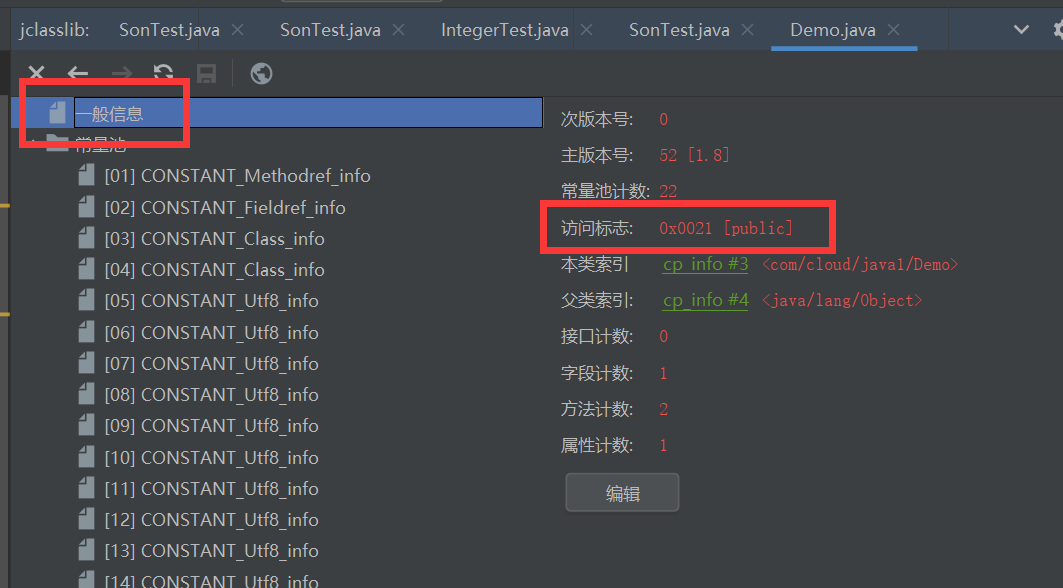 jclasslib: SonTest.java SonTest.java IntegerTest.java SonTest.java Demo.java
一般信息
常量池
[01] CONSTANT_Methodref_info
[02] CONSTANT_Fieldref_info
[03] CONSTANT_Class_info
[04] CONSTANT_Class_info
[05] CONSTANT_Utf8_info
[06] CONSTANT_Utf8_info
[07] CONSTANT_Utf8_info
[08] CONSTANT_Utf8_info
[09] CONSTANT_Utf8_info
[10] CONSTANT_Utf8_info
[11] CONSTANT_Utf8_info
[12] CONSTANT_Utf8_info
[13] CONSTANT_Utf8_info
[14] CONSTANT_Utf8_info
次版本号: 0
主版本号: 52 [1.8]
常量池计数: 22
访问标志: 0x0021 [public]
本类索引 cp_info #3 <com/cloud/java1/Demo>
父类索引: cp_info #4 <java/lang/Object>
接口计数: 0
字段计数: 1
方法计数: 2
属性计数: 1
编辑